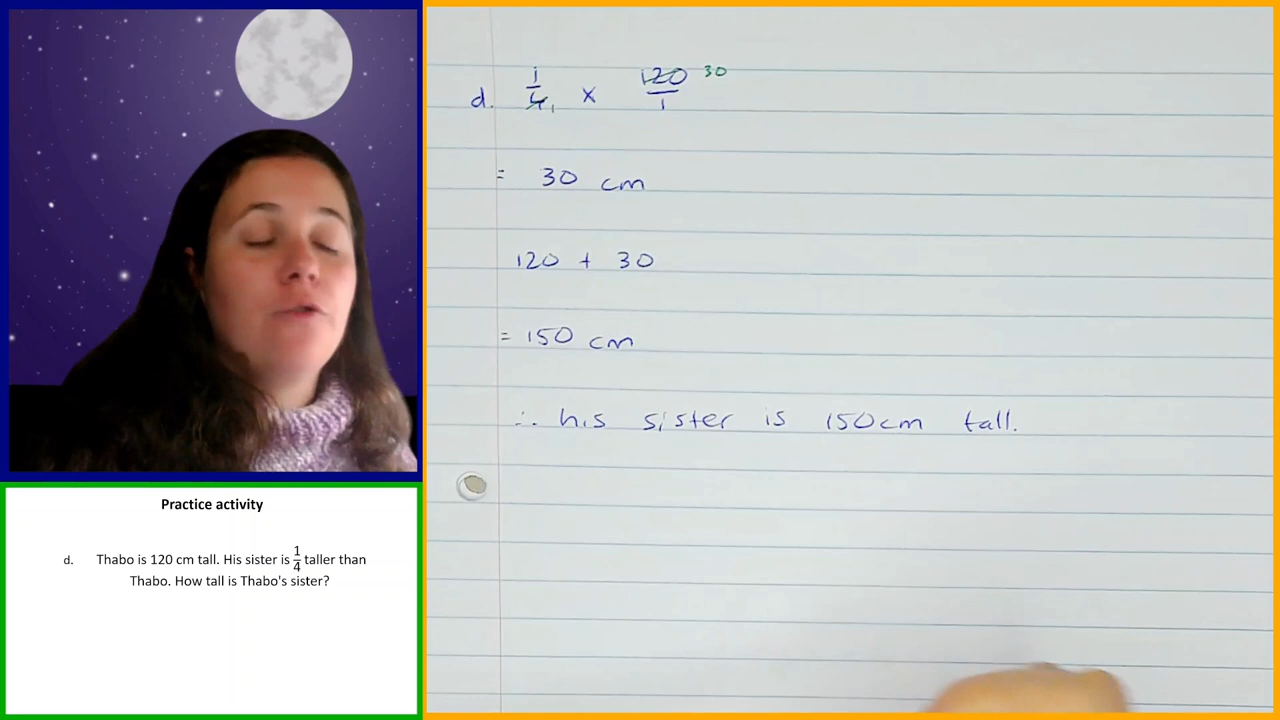 d. 1/4 1 × 120/1 30
= 30 cm
120 + 30
= 150 cm
∴ his sister is 150cm tall.
Practice activity
d. Thabo is 120 cm tall. His sister is 1/4 taller than
Thabo. How tall is Thabo's sister?